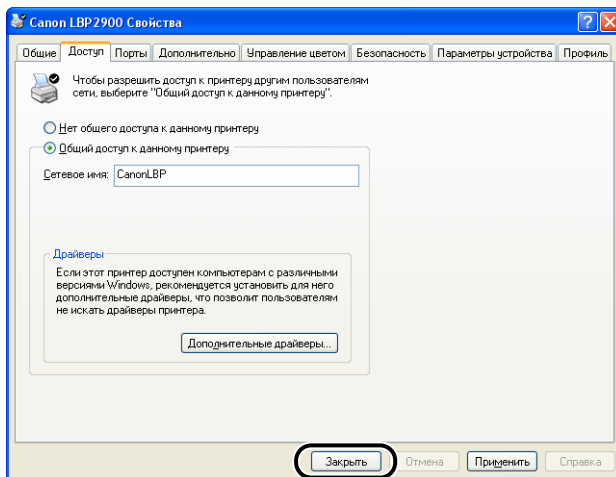 Canon LBP2900 Свойства
Общие Доступ Порты Дополнительно Управление цветом Безопасность Параметры устройства Профиль
Чтобы разрешить доступ к принтеру другим пользователям
сети, выберите "Общий доступ к данному принтеру".
Нет общего доступа к данному принтеру
Общий доступ к данному принтеру
Сетевое имя: CanonLBP
Драйверы
Если этот принтер доступен компьютерам с различными
версиями Windows, рекомендуется установить для него
дополнительные драйверы, что позволит пользователям
не искать драйверы принтера.
Дополнительные драйверы...
Закрыть Отмена Применить Справка